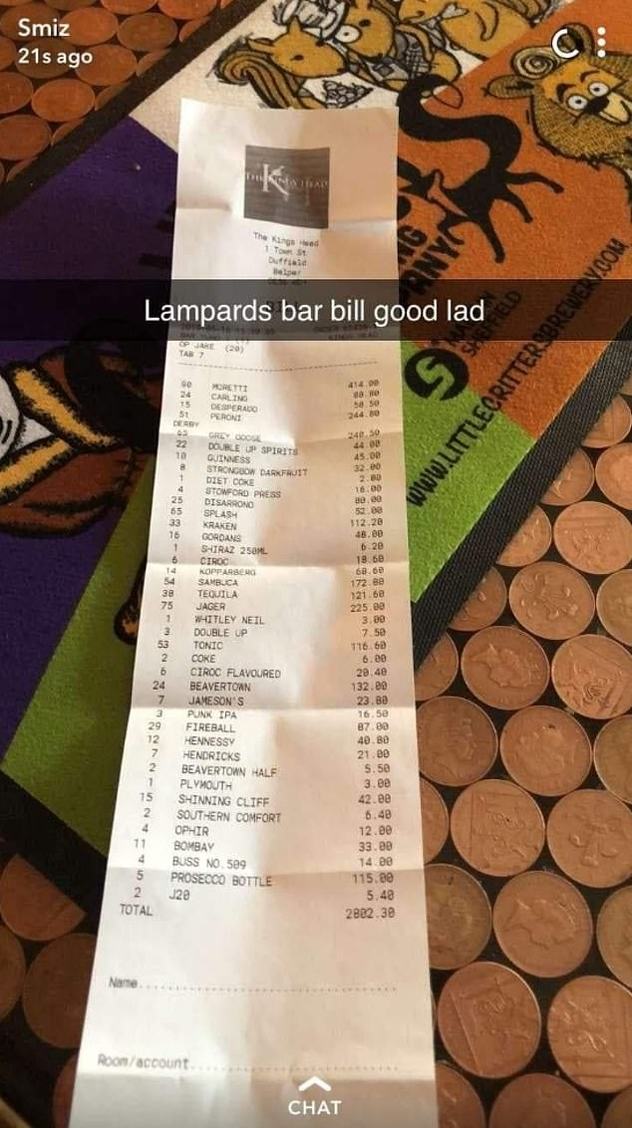 Smiz
21s ago
THE KINGS HEAD
The Kings Head
1 Town St
Duffield
Belper
Lampards bar bill good lad
OP JAKE (20)
TAB 7
90 MORETTI 414.00
24 CARLING
15 DESPERADO 58.50
51 PERONI 244.80
DERBY
65 GREY GOOSE 240.50
22 DOUBLE UP SPIRITS 44.00
10 GUINNESS 45.00
8 STRONGBOW DARKFRUIT 32.00
1 DIET COKE 2.00
4 STOWFORD PRESS 16.00
25 DISARRONO 80.00
65 SPLASH 52.00
33 KRAKEN 112.20
16 GORDANS 48.00
1 SHIRAZ 250ML 6.20
6 CIROC 18.60
14 KOPPARBERG 60.60
54 SAMBUCA 172.80
38 TEQUILA 121.60
75 JAGER 225.00
1 WHITLEY NEIL 3.00
3 DOUBLE UP 7.50
53 TONIC 116.60
2 COKE 6.00
6 CIROC FLAVOURED 20.40
24 BEAVERTOWN 132.00
7 JAMESON'S 23.80
3 PUNK IPA 16.50
29 FIREBALL 87.00
12 HENNESSY 40.80
7 HENDRICKS 21.00
2 BEAVERTOWN HALF 5.50
1 PLYMOUTH 3.00
15 SHINNING CLIFF 42.00
2 SOUTHERN COMFORT 6.40
4 OPHIR 12.00
11 BOMBAY 33.00
4 BUSS NO.509 14.00
5 PROSECCO BOTTLE 115.00
2 J20 5.40
TOTAL 2802.30
Name
Room/account
SHEFFIELD
WWW.LITTLECRITTERSBREWERY.COM
CHAT